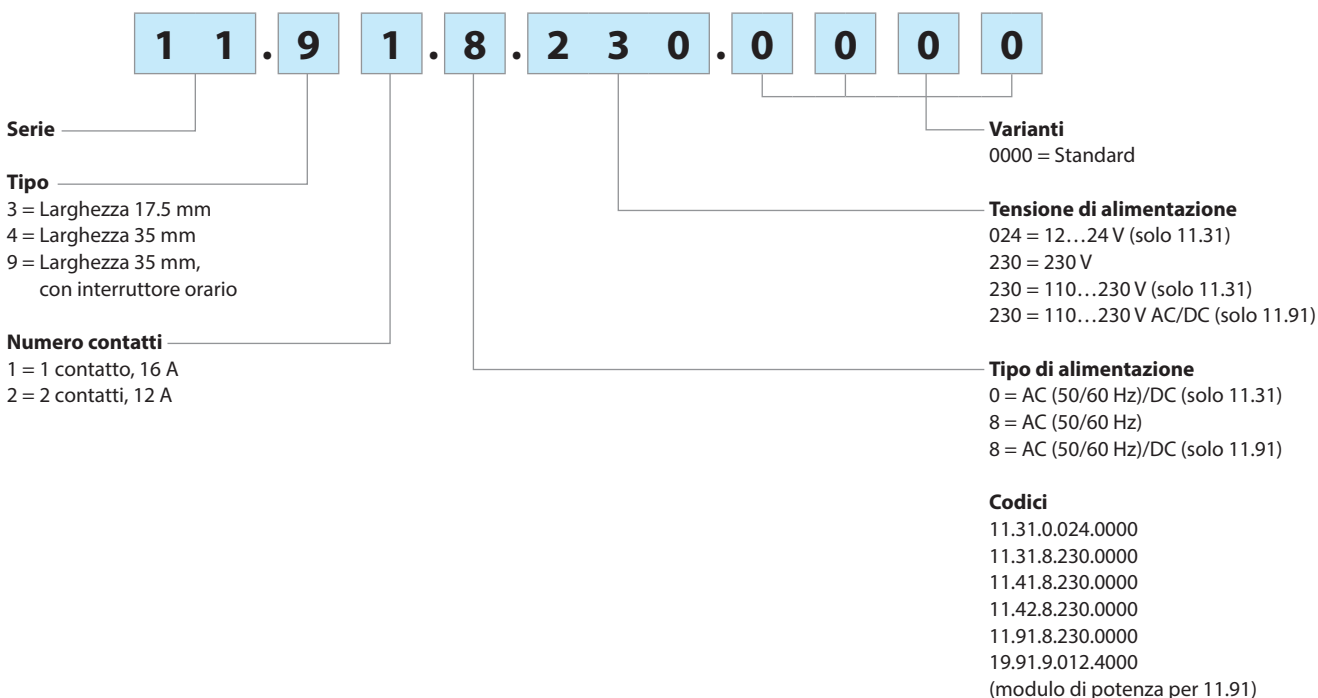 1 1 . 9 1 . 8 . 2 3 0 . 0 0 0 0
Serie
Tipo
3 = Larghezza 17.5 mm
4 = Larghezza 35 mm
9 = Larghezza 35 mm,
con interruttore orario
Numero contatti
1 = 1 contatto, 16 A
2 = 2 contatti, 12 A
Varianti
0000 = Standard
Tensione di alimentazione
024 = 12…24 V (solo 11.31)
230 = 230 V
230 = 110…230 V (solo 11.31)
230 = 110…230 V AC/DC (solo 11.91)
Tipo di alimentazione
0 = AC (50/60 Hz)/DC (solo 11.31)
8 = AC (50/60 Hz)
8 = AC (50/60 Hz)/DC (solo 11.91)
Codici
11.31.0.024.0000
11.31.8.230.0000
11.41.8.230.0000
11.42.8.230.0000
11.91.8.230.0000
19.91.9.012.4000
(modulo di potenza per 11.91)